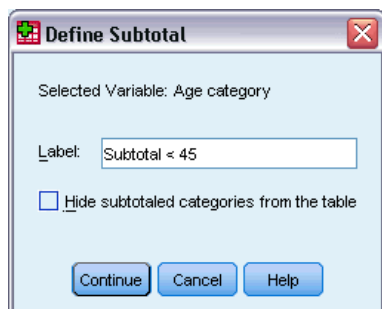 Define Subtotal
Selected Variable: Age category
Label: Subtotal < 45
Hide subtotaled categories from the table
Continue Cancel Help